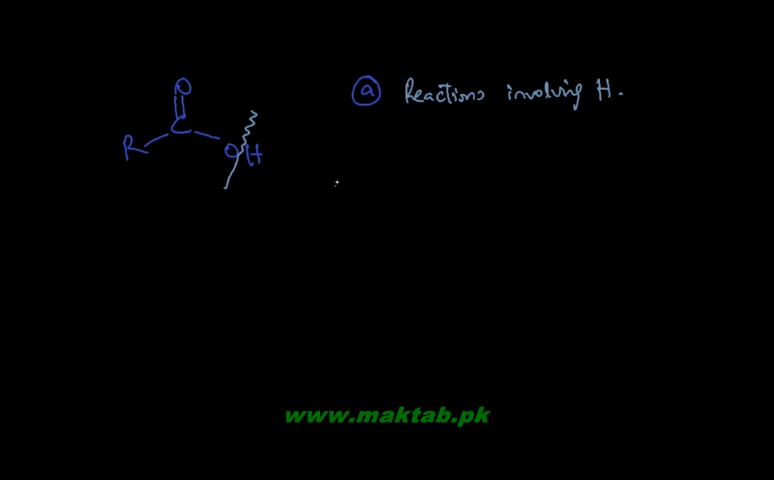 O
ⓐ Reactions involving H.
C
R OH
www.maktab.pk